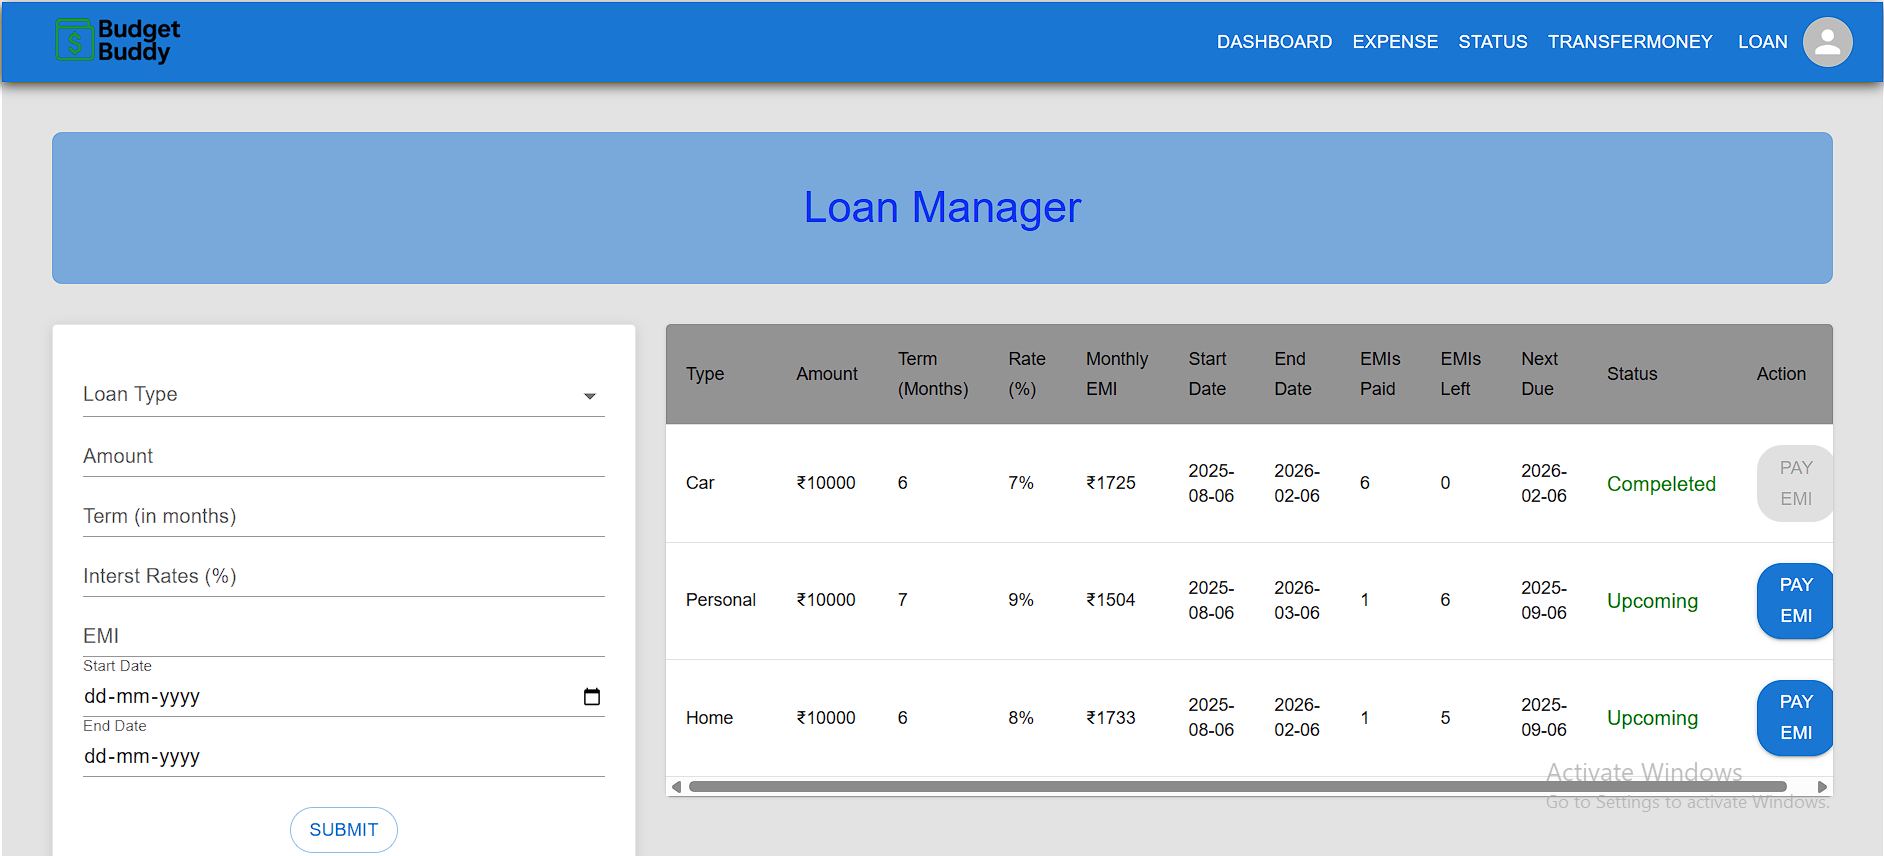 Budget
Buddy
DASHBOARD EXPENSE STATUS TRANSFERMONEY LOAN
Loan Manager
Loan Type
Amount
Term (in months)
Interst Rates (%)
EMI
Start Date
dd-mm-yyyy
End Date
dd-mm-yyyy
SUBMIT
Type Amount Term (Months) Rate (%) Monthly EMI Start Date End Date EMIs Paid EMIs Left Next Due Status Action
Car ₹10000 6 7% ₹1725 2025-08-06 2026-02-06 6 0 2026-02-06 Compeleted PAY EMI
Personal ₹10000 7 9% ₹1504 2025-08-06 2026-03-06 1 6 2025-09-06 Upcoming PAY EMI
Home ₹10000 6 8% ₹1733 2025-08-06 2026-02-06 1 5 2025-09-06 Upcoming PAY EMI
Activate Windows
Go to Settings to activate Windows.